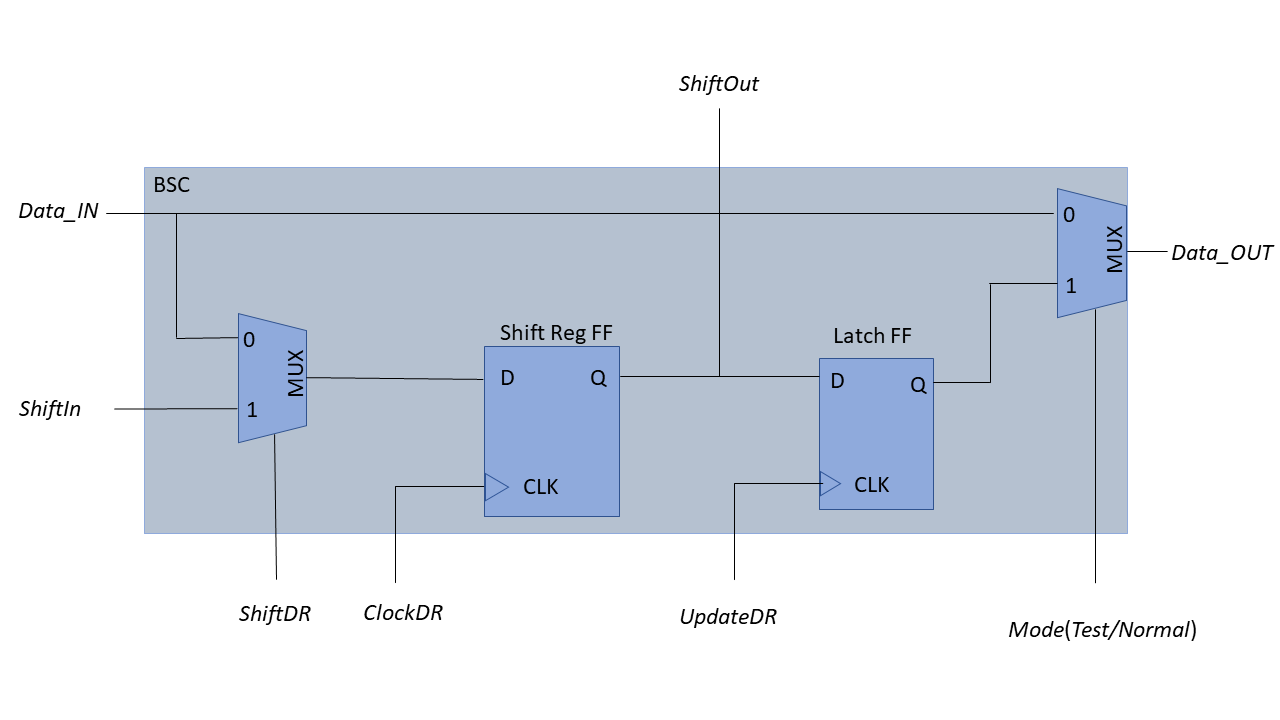 ShiftOut
BSC
Data_IN
0
MUX
Data_OUT
1
Shift Reg FF
Latch FF
0
MUX
D
Q
D
Q
ShiftIn
1
CLK
CLK
ShiftDR
ClockDR
UpdateDR
Mode(Test/Normal)